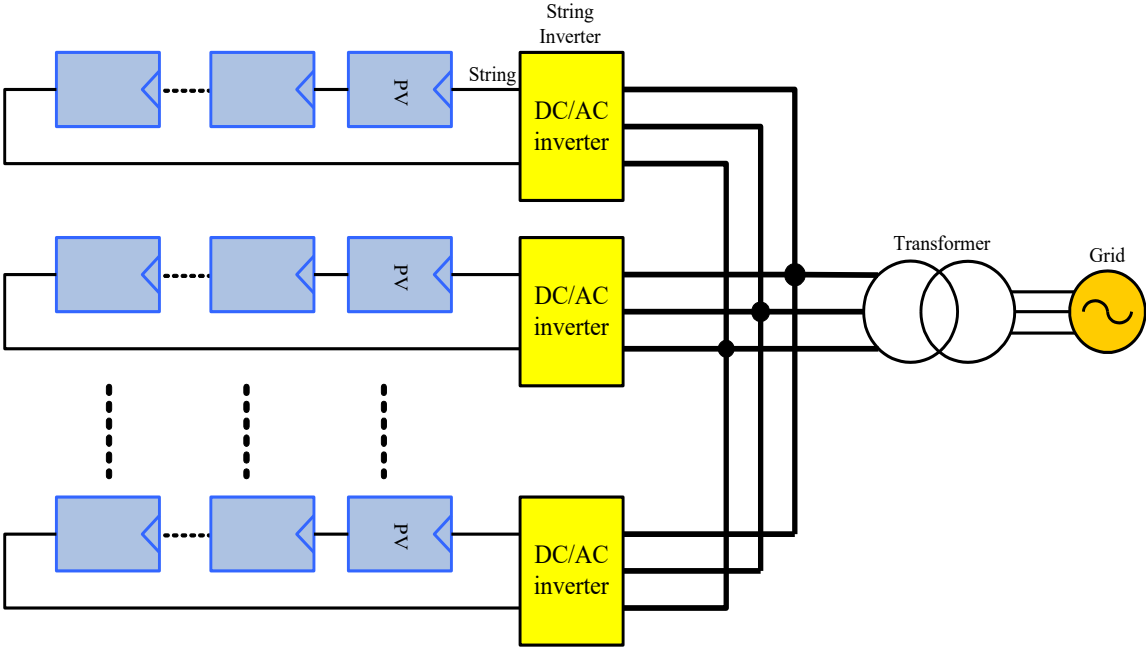 String
Inverter
String
PV
DC/AC
inverter
PV
DC/AC
inverter
Transformer
Grid
PV
DC/AC
inverter